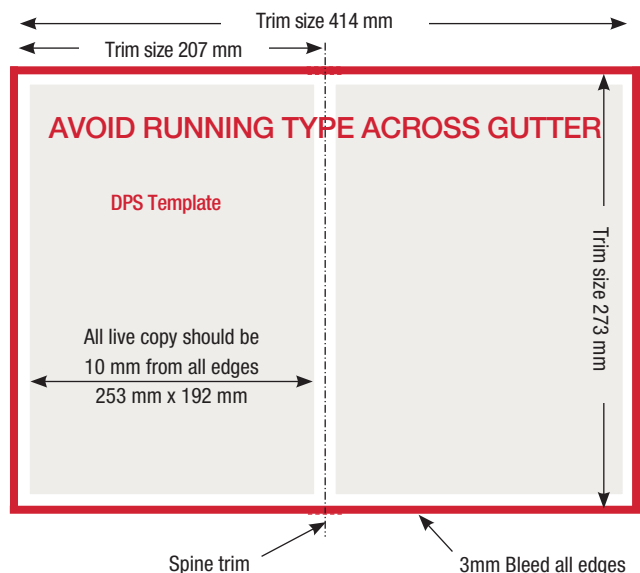 Trim size 414 mm
Trim size 207 mm
AVOID RUNNING TYPE ACROSS GUTTER
DPS Template
Trim size 273 mm
All live copy should be
10 mm from all edges
253 mm x 192 mm
Spine trim
3mm Bleed all edges